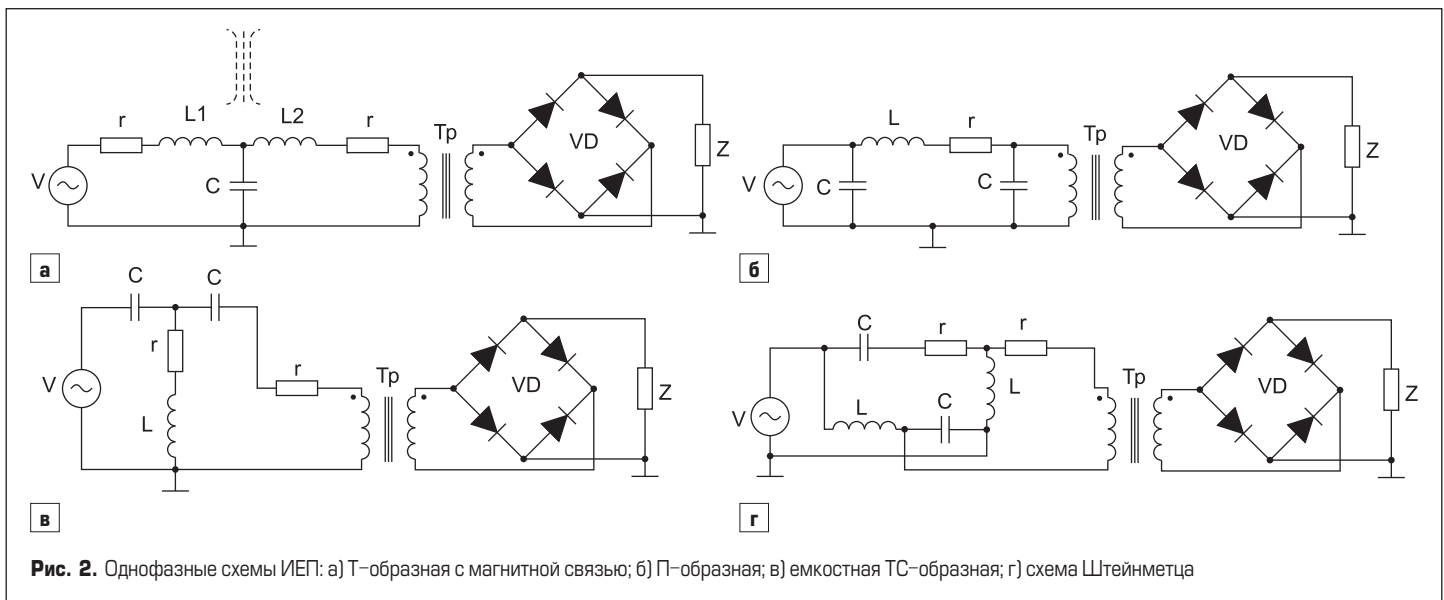 L1
L2
r
r
Tp
VD
Z
V
C
а
L
r
Tp
VD
Z
V
C
C
б
C
C
r
r
L
V
Tp
VD
Z
в
C
r
r
L
L
C
V
Tp
VD
Z
г
Рис. 2. Однофазные схемы ИЕП: а) Т-образная с магнитной связью; б) П-образная; в) емкостная ТС-образная; г) схема Штейнметца